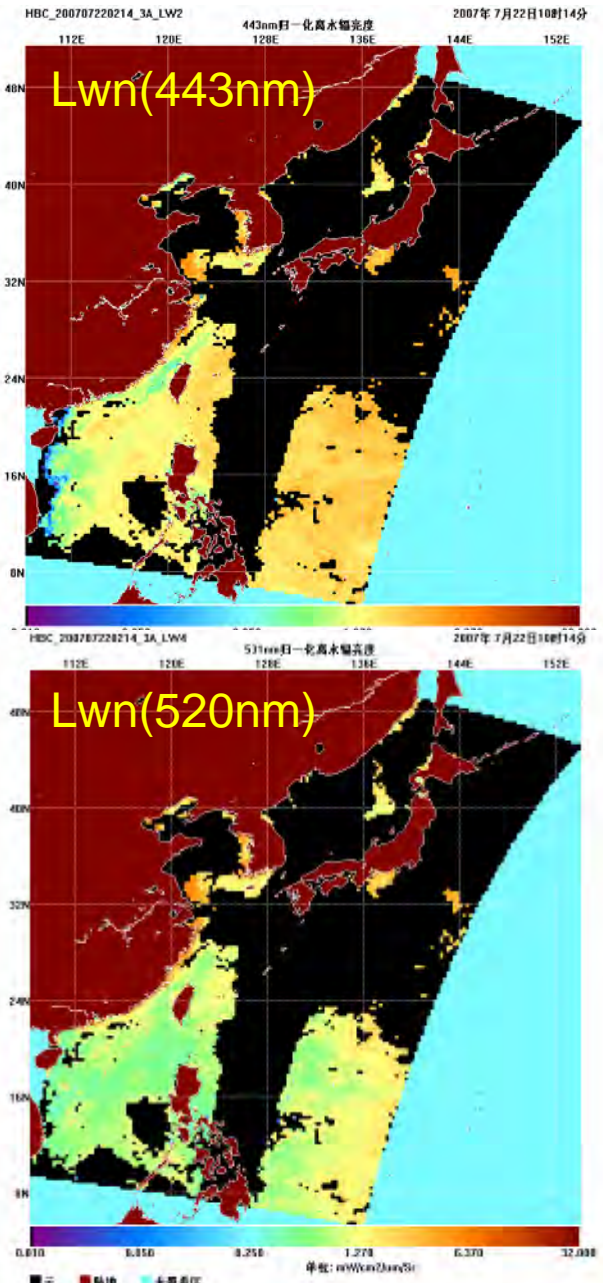 HBC_200707220214_3A_LW2 2007年 7月22日10时14分
443nm归一化离水辐亮度
112E 120E 128E 136E 144E 152E
Lwn(443nm)
48N
40N
32N
24N
16N
8N
HBC_200707220214_3A_LW4 2007年 7月22日10时14分
531nm归一化离水辐亮度
112E 120E 128E 136E 144E 152E
Lwn(520nm)
48N
40N
32N
24N
16N
8N
0.010 0.050 0.250 1.270 6.370 32.000
单位: mW/cm2/um/Sr
云 陆地